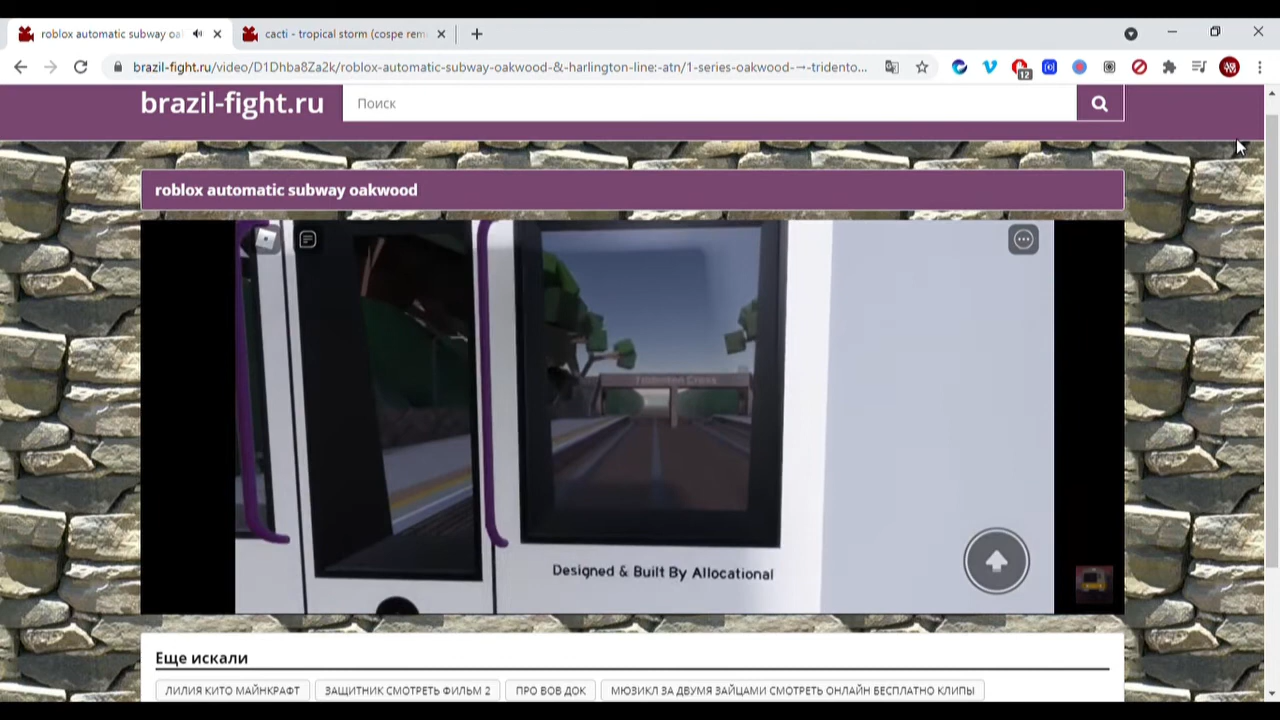 roblox automatic subway oa
cacti - tropical storm (cospe rem
brazil-fight.ru/video/D1Dhba8Za2k/roblox-automatic-subway-oakwood-&-harlington-line:-atn/1-series-oakwood-→-tridento...
12
brazil-fight.ru
Поиск
roblox automatic subway oakwood
Designed & Built By Allocational
Еще искали
ЛИЛИЯ КИТО МАЙНКРАФТ
ЗАЩИТНИК СМОТРЕТЬ ФИЛЬМ 2
ПРО ВОВ ДОК
МЮЗИКЛ ЗА ДВУМЯ ЗАЙЦАМИ СМОТРЕТЬ ОНЛАЙН БЕСПЛАТНО КЛИПЫ